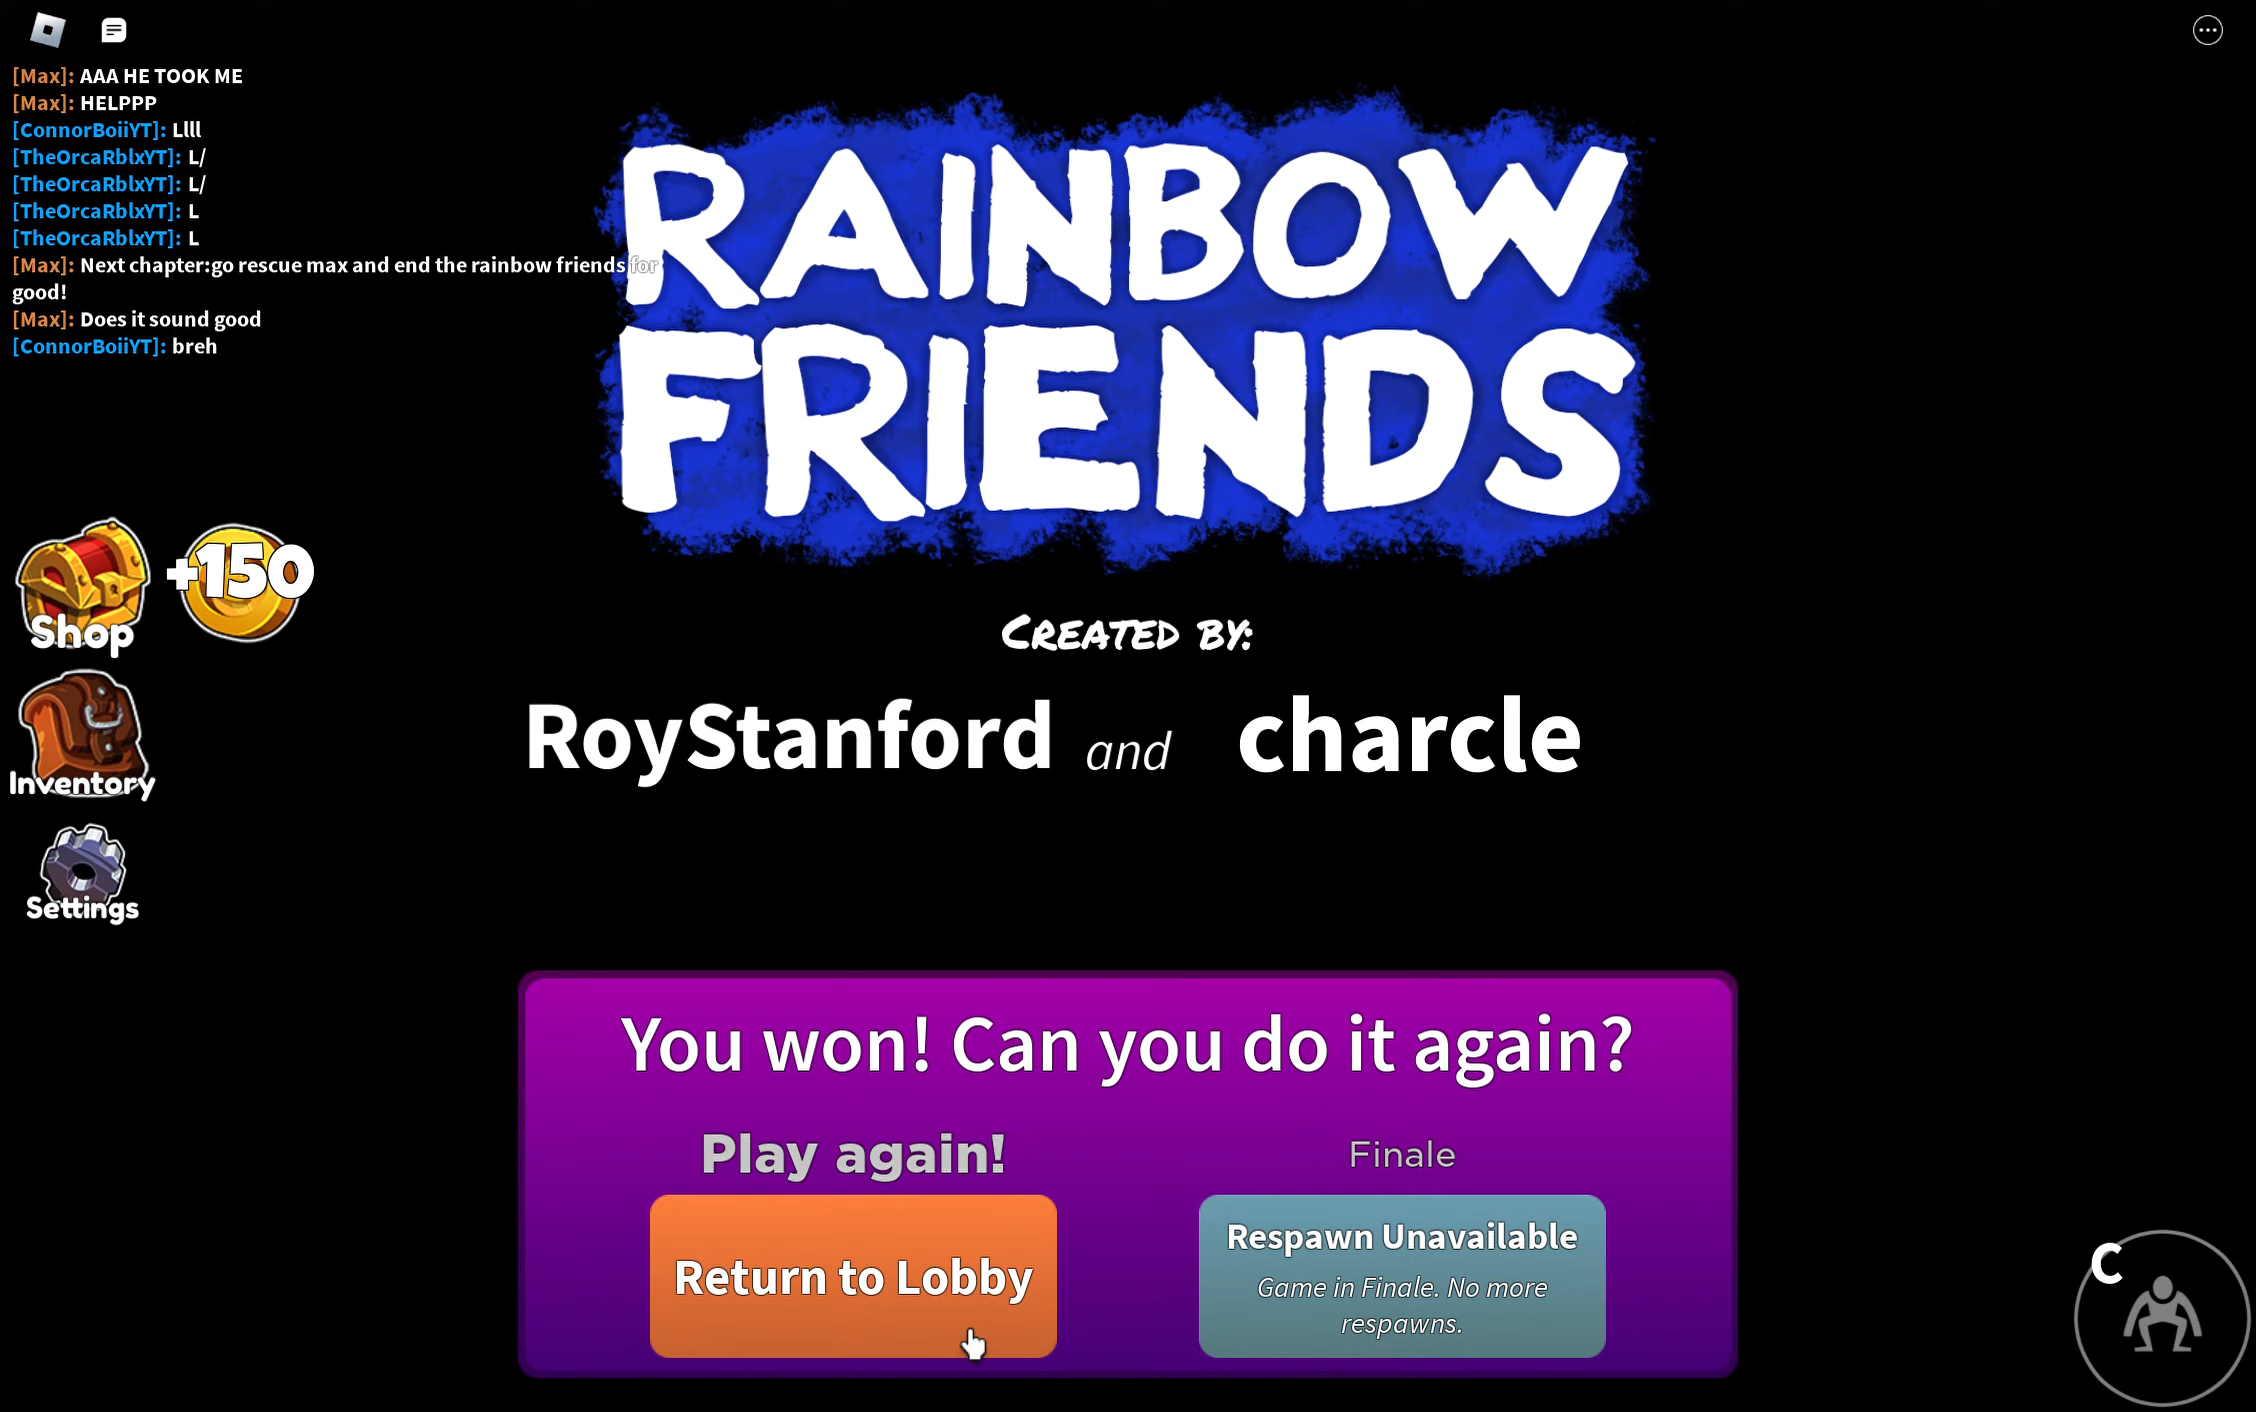 [Max]: AAA HE TOOK ME
[Max]: HELPPP
[ConnorBoiiYT]: Llll
[TheOrcaRblxYT]: L/
[TheOrcaRblxYT]: L/
[TheOrcaRblxYT]: L
[TheOrcaRblxYT]: L
[Max]: Next chapter:go rescue max and end the rainbow friends for
good!
[Max]: Does it sound good
[ConnorBoiiYT]: breh
RAINBOW
FRIENDS
CREATED BY:
RoyStanford and charcle
+150
Shop
Inventory
Settings
You won! Can you do it again?
Play again!
Return to Lobby
Finale
Respawn Unavailable
Game in Finale. No more
respawns.
C